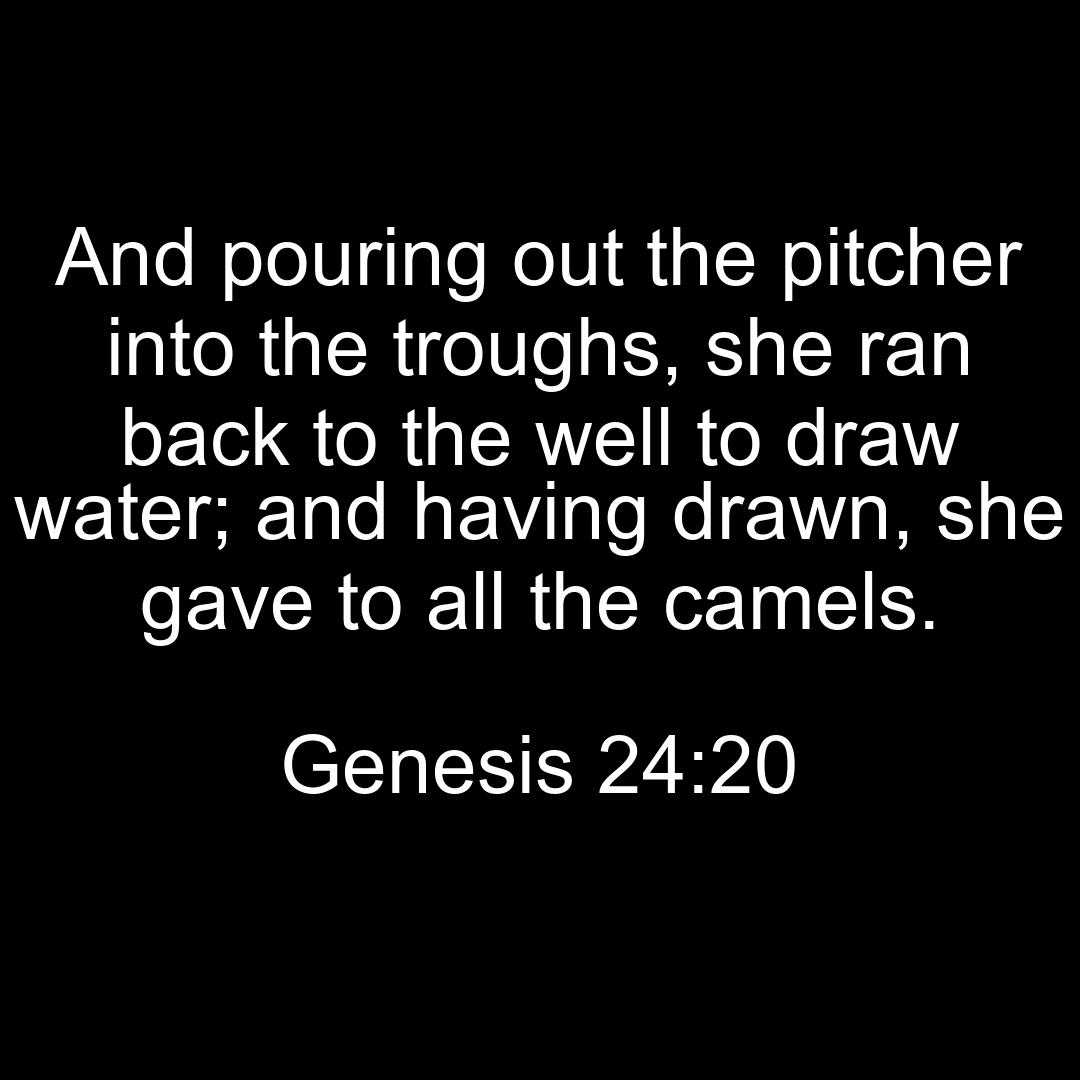 And pouring out the pitcher
into the troughs, she ran
back to the well to draw
water; and having drawn, she
gave to all the camels.
Genesis 24:20